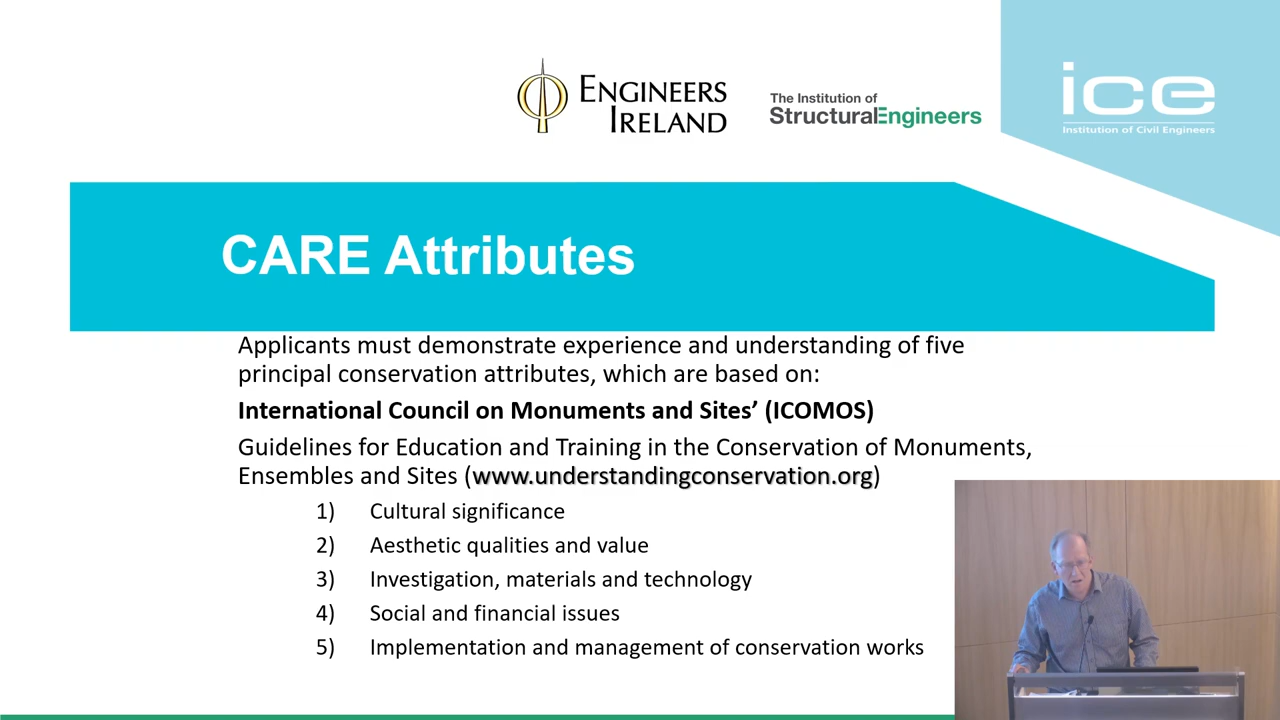 ENGINEERS
IRELAND
The Institution of
StructuralEngineers
ice
Institution of Civil Engineers
CARE Attributes
Applicants must demonstrate experience and understanding of five
principal conservation attributes, which are based on:
International Council on Monuments and Sites’ (ICOMOS)
Guidelines for Education and Training in the Conservation of Monuments,
Ensembles and Sites (www.understandingconservation.org)
1) Cultural significance
2) Aesthetic qualities and value
3) Investigation, materials and technology
4) Social and financial issues
5) Implementation and management of conservation works